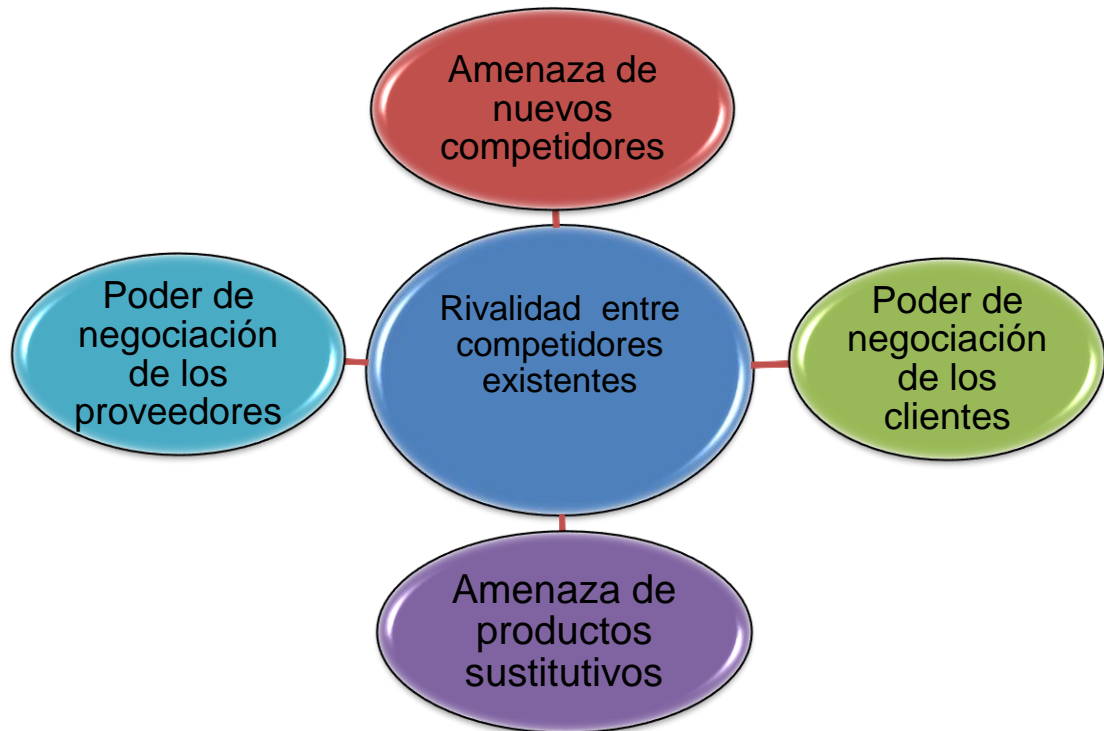 Amenaza de
nuevos
competidores
Poder de
negociación
de los
proveedores
Rivalidad entre
competidores
existentes
Poder de
negociación
de los
clientes
Amenaza de
productos
sustitutivos